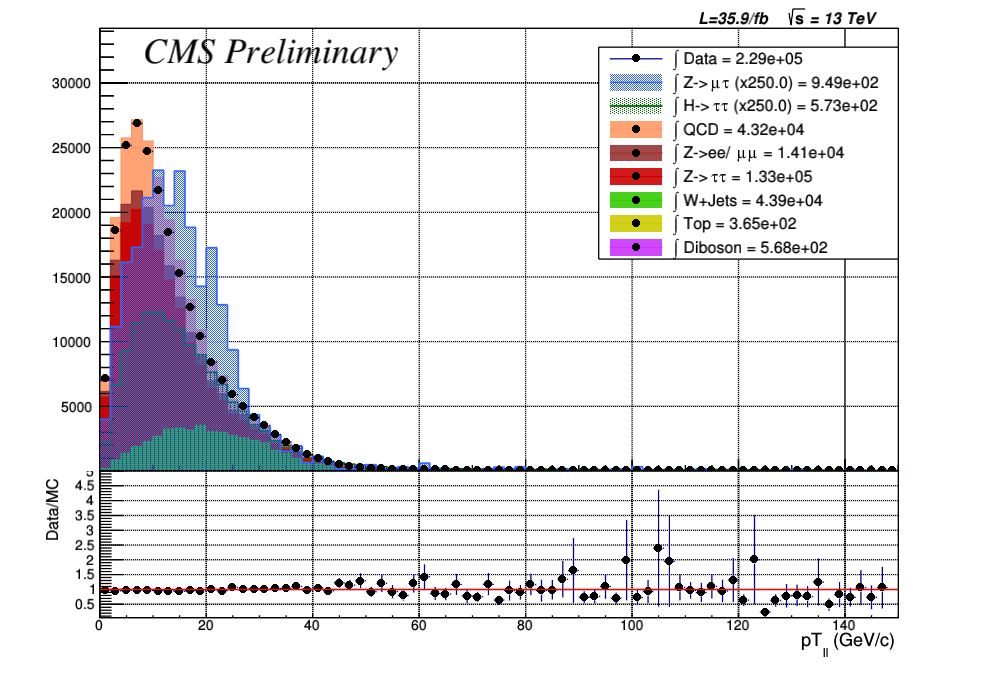 L=35.9/fb √s = 13 TeV
CMS Preliminary
∫ Data = 2.29e+05
∫ Z->μτ (x250.0) = 9.49e+02
∫ H->ττ (x250.0) = 5.73e+02
∫ QCD = 4.32e+04
∫ Z->ee/ μμ = 1.41e+04
∫ Z->ττ = 1.33e+05
∫ W+Jets = 4.39e+04
∫ Top = 3.65e+02
∫ Diboson = 5.68e+02
30000
25000
20000
15000
10000
5000
Data/MC
5
4.5
4
3.5
3
2.5
2
1.5
1
0.5
0 20 40 60 80 100 120 140
pT_ll (GeV/c)